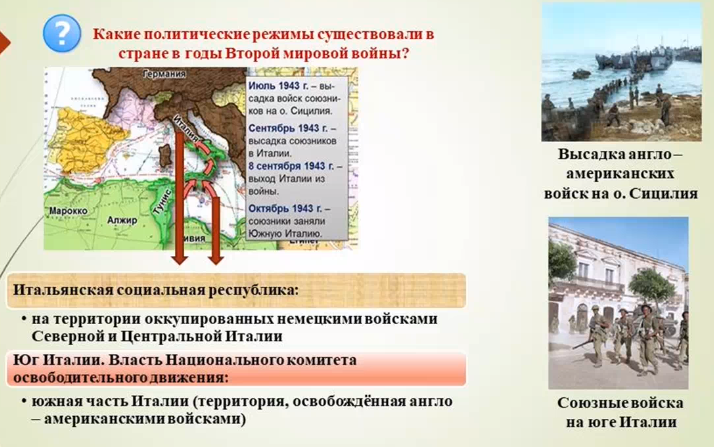 ?
Какие политические режимы существовали в
стране в годы Второй мировой войны?
Германия
Италия
Марокко
Алжир
Тунис
ивия
Египет
Июль 1943 г. – вы-
садка войск союзни-
ков на о. Сицилия.
Сентябрь 1943 г. –
высадка союзников
в Италии.
8 сентября 1943 г. –
выход Италии из
войны.
Октябрь 1943 г. –
союзники заняли
Южную Италию.
Высадка англо –
американских
войск на о. Сицилия
Итальянская социальная республика:
• на территории оккупированных немецкими войсками
Северной и Центральной Италии
Юг Италии. Власть Национального комитета
освободительного движения:
• южная часть Италии (территория, освобождённая англо
– американскими войсками)
Союзные войска
на юге Италии